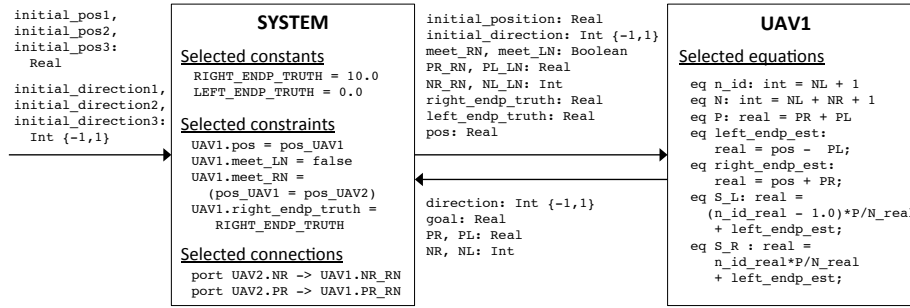 initial_pos1,
initial_pos2,
initial_pos3:
Real
initial_direction1,
initial_direction2,
initial_direction3:
Int {-1,1}
SYSTEM
Selected constants
RIGHT_ENDP_TRUTH = 10.0
LEFT_ENDP_TRUTH = 0.0
Selected constraints
UAV1.pos = pos_UAV1
UAV1.meet_LN = false
UAV1.meet_RN =
(pos_UAV1 = pos_UAV2)
UAV1.right_endp_truth =
RIGHT_ENDP_TRUTH
Selected connections
port UAV2.NR -> UAV1.NR_RN
port UAV2.PR -> UAV1.PR_RN
initial_position: Real
initial_direction: Int {-1,1}
meet_RN, meet_LN: Boolean
PR_RN, PL_LN: Real
NR_RN, NL_LN: Int
right_endp_truth: Real
left_endp_truth: Real
pos: Real
direction: Int {-1,1}
goal: Real
PR, PL: Real
NR, NL: Int
UAV1
Selected equations
eq n_id: int = NL + 1
eq N: int = NL + NR + 1
eq P: real = PR + PL
eq left_endp_est:
real = pos - PL;
eq right_endp_est:
real = pos + PR;
eq S_L: real =
(n_id_real - 1.0)*P/N_real
+ left_endp_est;
eq S_R : real =
n_id_real*P/N_real
+ left_endp_est;